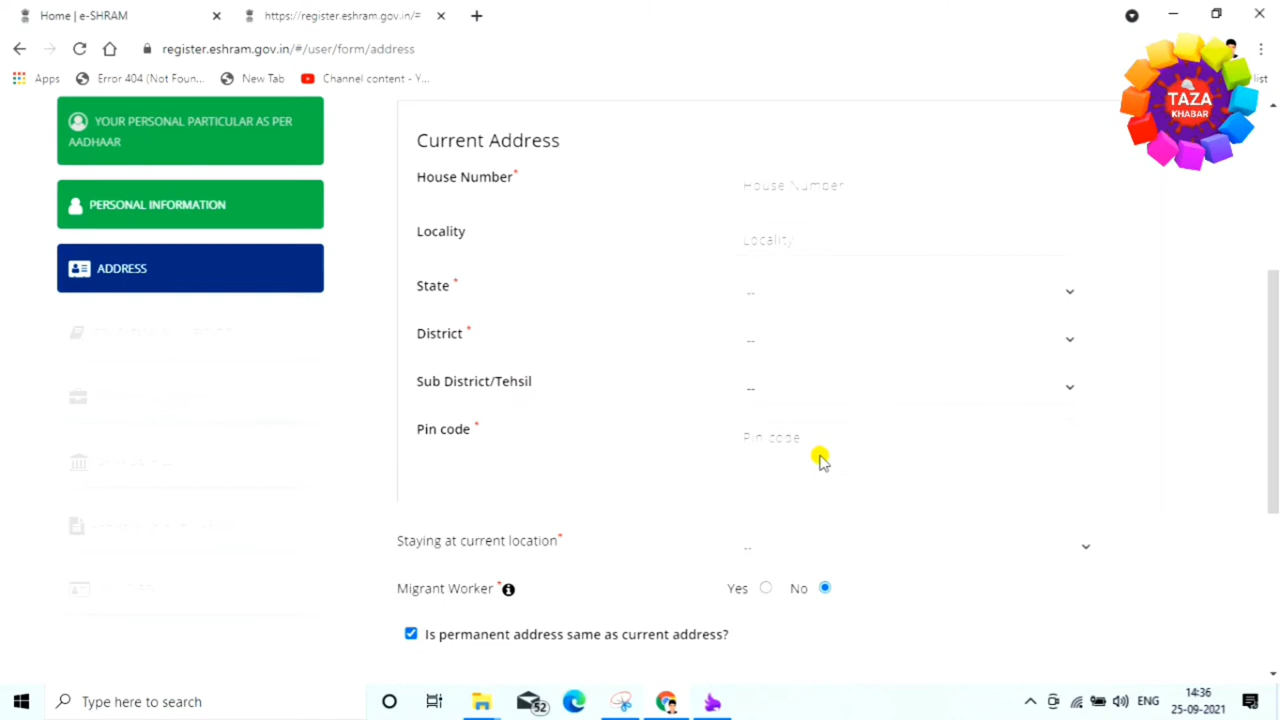 Home | e-SHRAM
https://register.eshram.gov.in/#
register.eshram.gov.in/#/user/form/address
Apps
Error 404 (Not Foun...
New Tab
Channel content - Y...
list
TAZA
KHABAR
YOUR PERSONAL PARTICULAR AS PER
AADHAAR
PERSONAL INFORMATION
ADDRESS
Current Address
House Number*
House Number
Locality
Locality
State *
--
District *
--
Sub District/Tehsil
--
Pin code *
Pin code
Staying at current location*
--
Migrant Worker *
Yes
No
Is permanent address same as current address?
Type here to search
52
ENG
14:36
25-09-2021